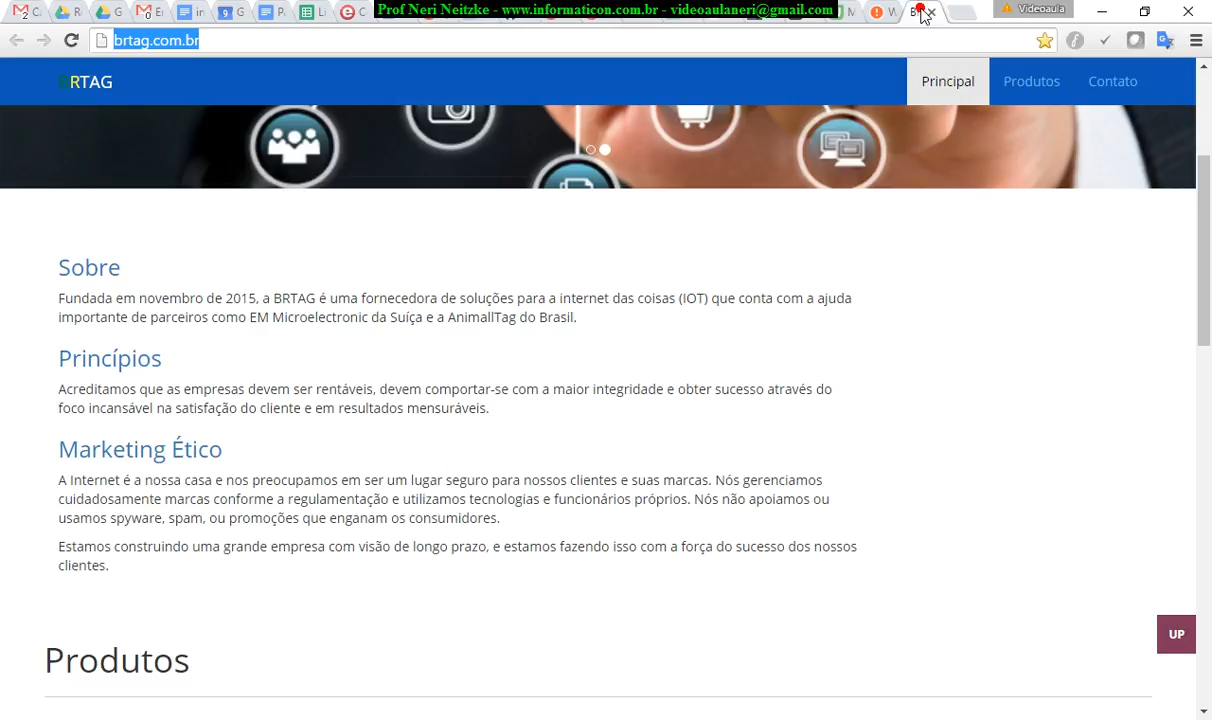 Prof Neri Neitzke - www.informaticon.com.br - videoaulaneri@gmail.com
Videoaula
brtag.com.br
BRTAG
Principal
Produtos
Contato
Sobre
Fundada em novembro de 2015, a BRTAG é uma fornecedora de soluções para a internet das coisas (IOT) que conta com a ajuda
importante de parceiros como EM Microelectronic da Suíça e a AnimallTag do Brasil.
Princípios
Acreditamos que as empresas devem ser rentáveis, devem comportar-se com a maior integridade e obter sucesso através do
foco incansável na satisfação do cliente e em resultados mensuráveis.
Marketing Ético
A Internet é a nossa casa e nos preocupamos em ser um lugar seguro para nossos clientes e suas marcas. Nós gerenciamos
cuidadosamente marcas conforme a regulamentação e utilizamos tecnologias e funcionários próprios. Nós não apoiamos ou
usamos spyware, spam, ou promoções que enganam os consumidores.
Estamos construindo uma grande empresa com visão de longo prazo, e estamos fazendo isso com a força do sucesso dos nossos
clientes.
UP
Produtos